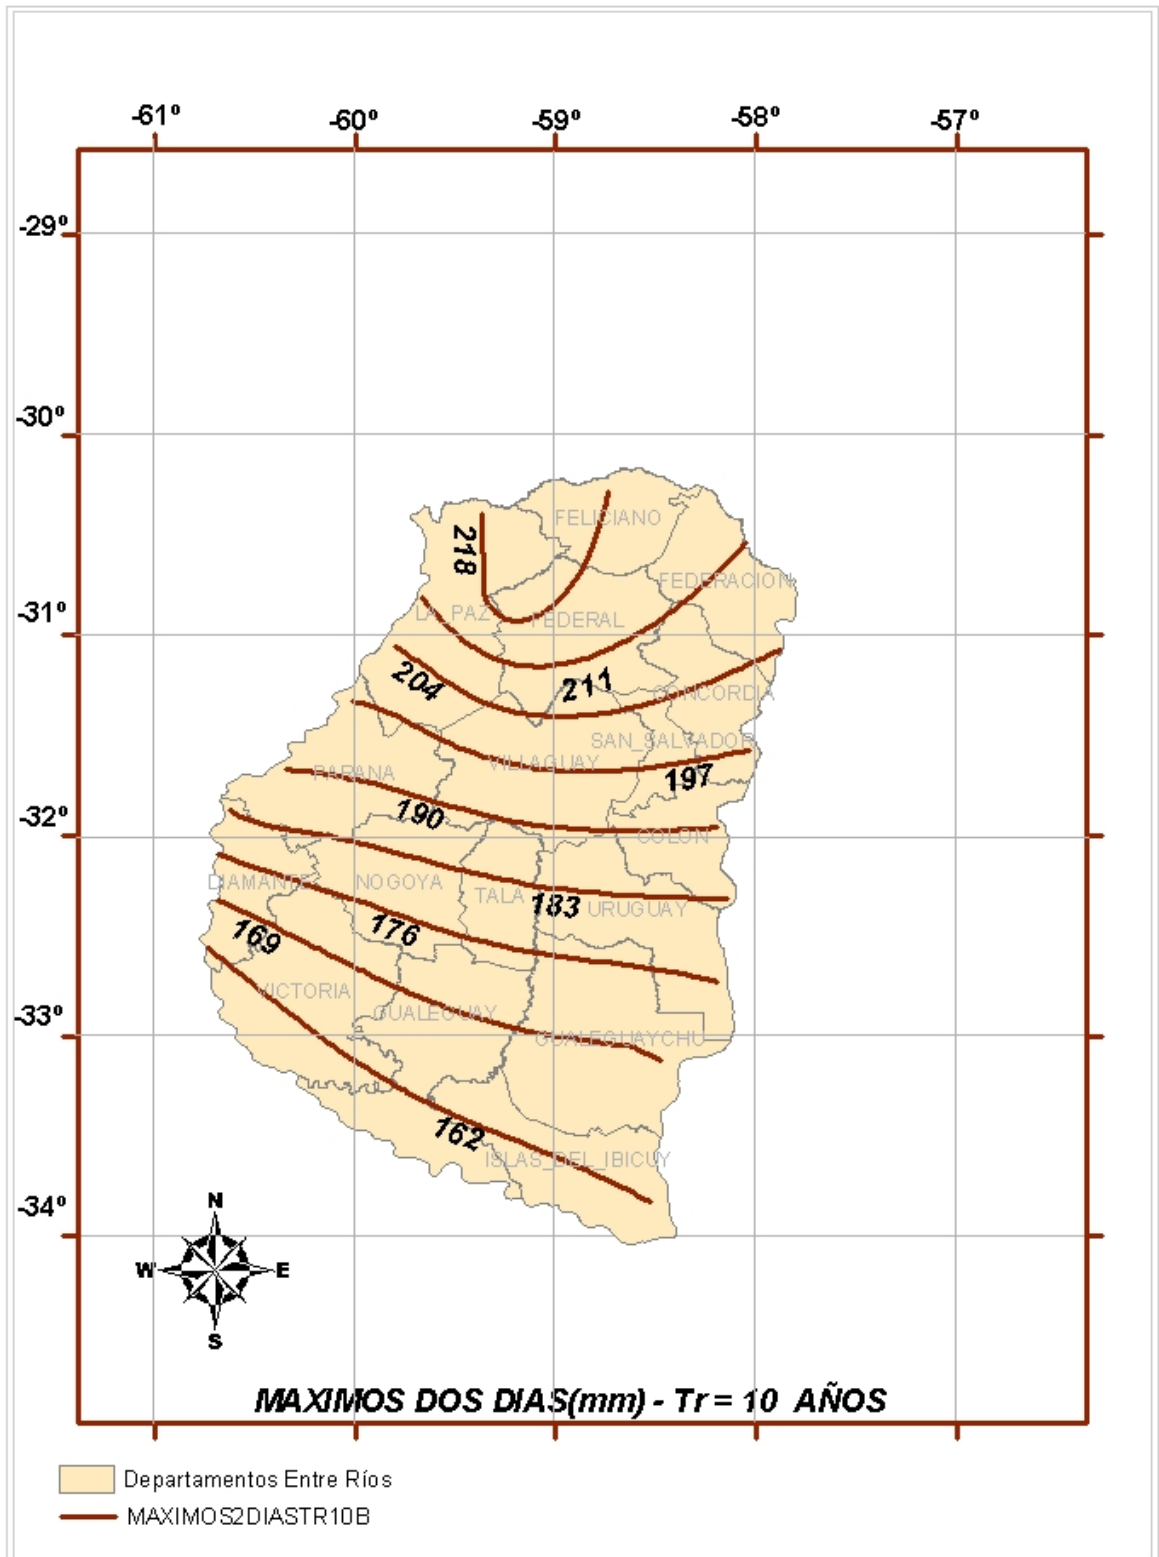 -61º -60º -59º -58º -57º
-29º
-30º
FELICIANO
218
FEDERACION
LA_PAZ
FEDERAL
-31º
204
211
CONCORDIA
SAN_SALVADOR
VILLAGUAY
PARANA
197
190
-32º
COLON
DIAMANTE
NOGOYA
TALA
183
URUGUAY
169
176
VICTORIA
GUALEGUAY
-33º
GUALEGUAYCHU
162
ISLAS_DEL_IBICUY
-34º
N
W E
S
MAXIMOS DOS DIAS(mm) - Tr = 10 AÑOS
Departamentos Entre Ríos
MAXIMOS2DIASTR10B